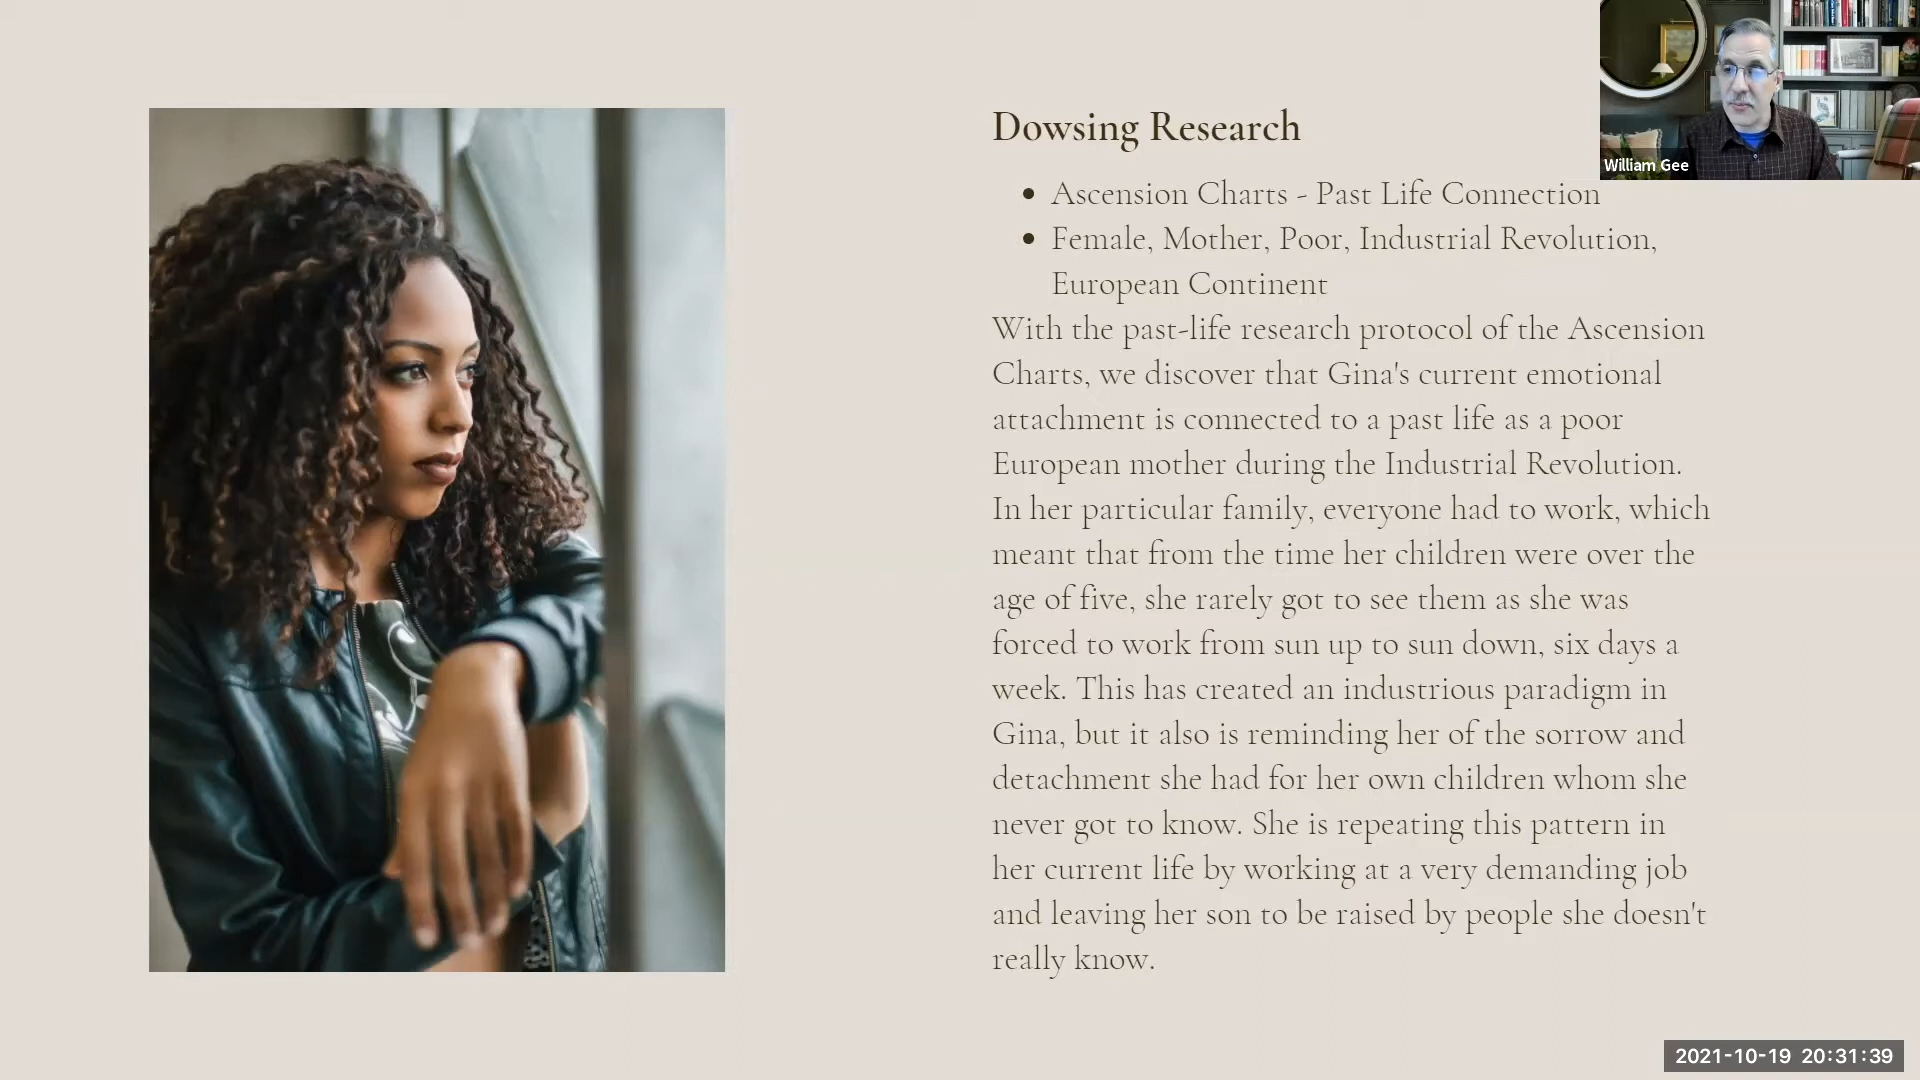 Dowsing Research
William Gee
• Ascension Charts - Past Life Connection
• Female, Mother, Poor, Industrial Revolution,
European Continent
With the past-life research protocol of the Ascension
Charts, we discover that Gina's current emotional
attachment is connected to a past life as a poor
European mother during the Industrial Revolution.
In her particular family, everyone had to work, which
meant that from the time her children were over the
age of five, she rarely got to see them as she was
forced to work from sun up to sun down, six days a
week. This has created an industrious paradigm in
Gina, but it also is reminding her of the sorrow and
detachment she had for her own children whom she
never got to know. She is repeating this pattern in
her current life by working at a very demanding job
and leaving her son to be raised by people she doesn't
really know.
2021-10-19 20:31:39